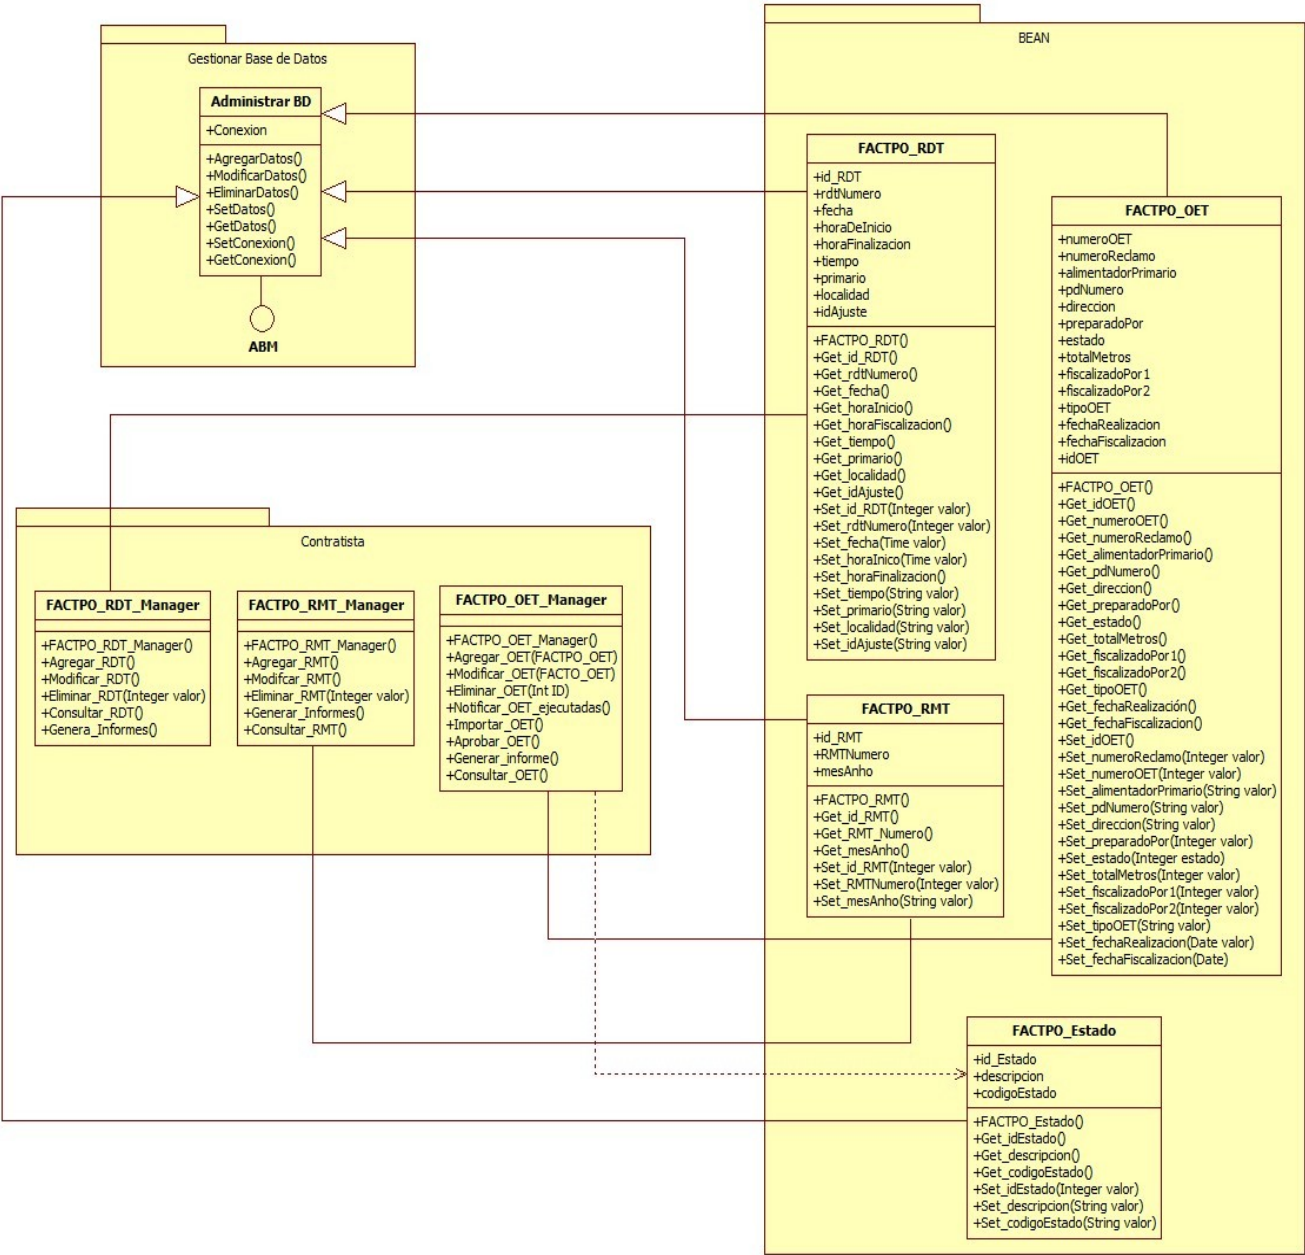 Gestionar Base de Datos
Administrar BD
+Conexion
+AgregarDatos()
+ModificarDatos()
+EliminarDatos()
+SetDatos()
+GetDatos()
+SetConexion()
+GetConexion()
ABM
BEAN
FACTPO_RDT
+id_RDT
+rdtNumero
+fecha
+horaDeInicio
+horaFinalizacion
+tiempo
+primario
+localidad
+idAjuste
+FACTPO_RDT()
+Get_id_RDT()
+Get_rdtNumero()
+Get_fecha()
+Get_horaInicio()
+Get_horaFiscalizacion()
+Get_tiempo()
+Get_primario()
+Get_localidad()
+Get_idAjuste()
+Set_id_RDT(Integer valor)
+Set_rdtNumero(Integer valor)
+Set_fecha(Time valor)
+Set_horaInico(Time valor)
+Set_horaFinalizacion()
+Set_tiempo(String valor)
+Set_primario(String valor)
+Set_localidad(String valor)
+Set_idAjuste(String valor)
FACTPO_OET
+numeroOET
+numeroReclamo
+alimentadorPrimario
+pdNumero
+direccion
+preparadoPor
+estado
+totalMetros
+fiscalizadoPor1
+fiscalizadoPor2
+tipoOET
+fechaRealizacion
+fechaFiscalizacion
+idOET
+FACTPO_OET()
+Get_idOET()
+Get_numeroOET()
+Get_numeroReclamo()
+Get_alimentadorPrimario()
+Get_pdNumero()
+Get_direccion()
+Get_preparadoPor()
+Get_estado()
+Get_totalMetros()
+Get_fiscalizadoPor1()
+Get_fiscalizadoPor2()
+Get_tipoOET()
+Get_fechaRealización()
+Get_fechaFiscalizacion()
+Set_idOET()
+Set_numeroReclamo(Integer valor)
+Set_numeroOET(Integer valor)
+Set_alimentadorPrimario(String valor)
+Set_pdNumero(String valor)
+Set_direccion(String valor)
+Set_preparadoPor(Integer valor)
+Set_estado(Integer estado)
+Set_totalMetros(Integer valor)
+Set_fiscalizadoPor1(Integer valor)
+Set_fiscalizadoPor2(Integer valor)
+Set_tipoOET(String valor)
+Set_fechaRealizacion(Date valor)
+Set_fechaFiscalizacion(Date)
Contratista
FACTPO_RDT_Manager
+FACTPO_RDT_Manager()
+Agregar_RDT()
+Modificar_RDT()
+Eliminar_RDT(Integer valor)
+Consultar_RDT()
+Genera_Informes()
FACTPO_RMT_Manager
+FACTPO_RMT_Manager()
+Agregar_RMT()
+Modifcar_RMT()
+Eliminar_RMT(Integer valor)
+Generar_Informes()
+Consultar_RMT()
FACTPO_OET_Manager
+FACTPO_OET_Manager()
+Agregar_OET(FACTPO_OET)
+Modificar_OET(FACTO_OET)
+Eliminar_OET(Int ID)
+Notificar_OET_ejecutadas()
+Importar_OET()
+Aprobar_OET()
+Generar_informe()
+Consultar_OET()
FACTPO_RMT
+id_RMT
+RMTNumero
+mesAnho
+FACTPO_RMT()
+Get_id_RMT()
+Get_RMT_Numero()
+Get_mesAnho()
+Set_id_RMT(Integer valor)
+Set_RMTNumero(Integer valor)
+Set_mesAnho(String valor)
FACTPO_Estado
+id_Estado
+descripcion
+codigoEstado
+FACTPO_Estado()
+Get_idEstado()
+Get_descripcion()
+Get_codigoEstado()
+Set_idEstado(Integer valor)
+Set_descripcion(String valor)
+Set_codigoEstado(String valor)